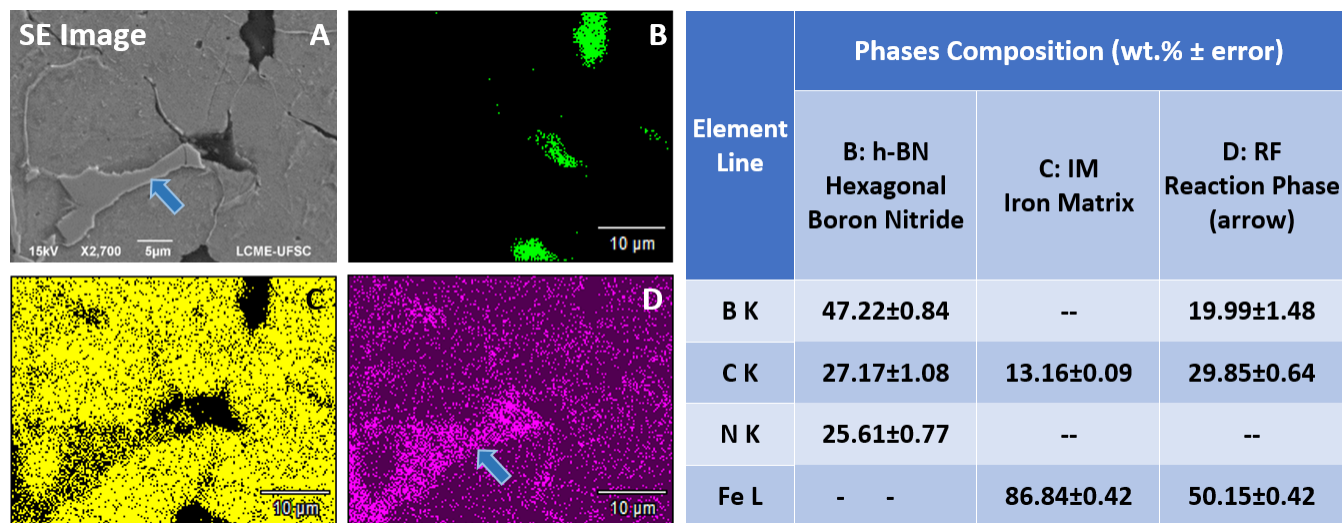 SE Image
A
15kV X2,700 5µm LCME-UFSC
B
10 µm
C
10 µm
D
10 µm
Element Line
Phases Composition (wt.% ± error)
B: h-BN
Hexagonal
Boron Nitride
C: IM
Iron Matrix
D: RF
Reaction Phase
(arrow)
B K 47.22±0.84 -- 19.99±1.48
C K 27.17±1.08 13.16±0.09 29.85±0.64
N K 25.61±0.77 -- --
Fe L - - 86.84±0.42 50.15±0.42